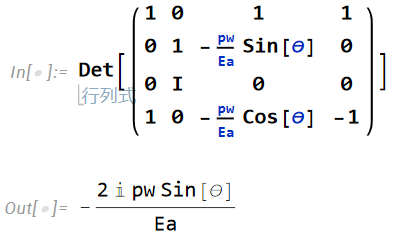 1 0 1 1
0 1 - pw/Ea Sin[θ] 0
In[●]:= Det[ ]
0 I 0 0
行列式
1 0 - pw/Ea Cos[θ] -1
Out[●]= - 2 i pw Sin[θ]
Ea